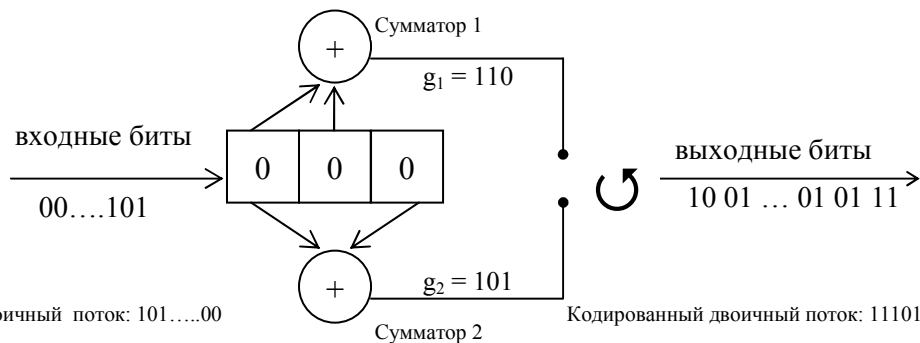 Сумматор 1
+
g1 = 110
входные биты
0 0 0
выходные биты
00….101
10 01 … 01 01 11
+
g2 = 101
поток: 101…..00
Кодированный двоичный поток: 11101
Сумматор 2